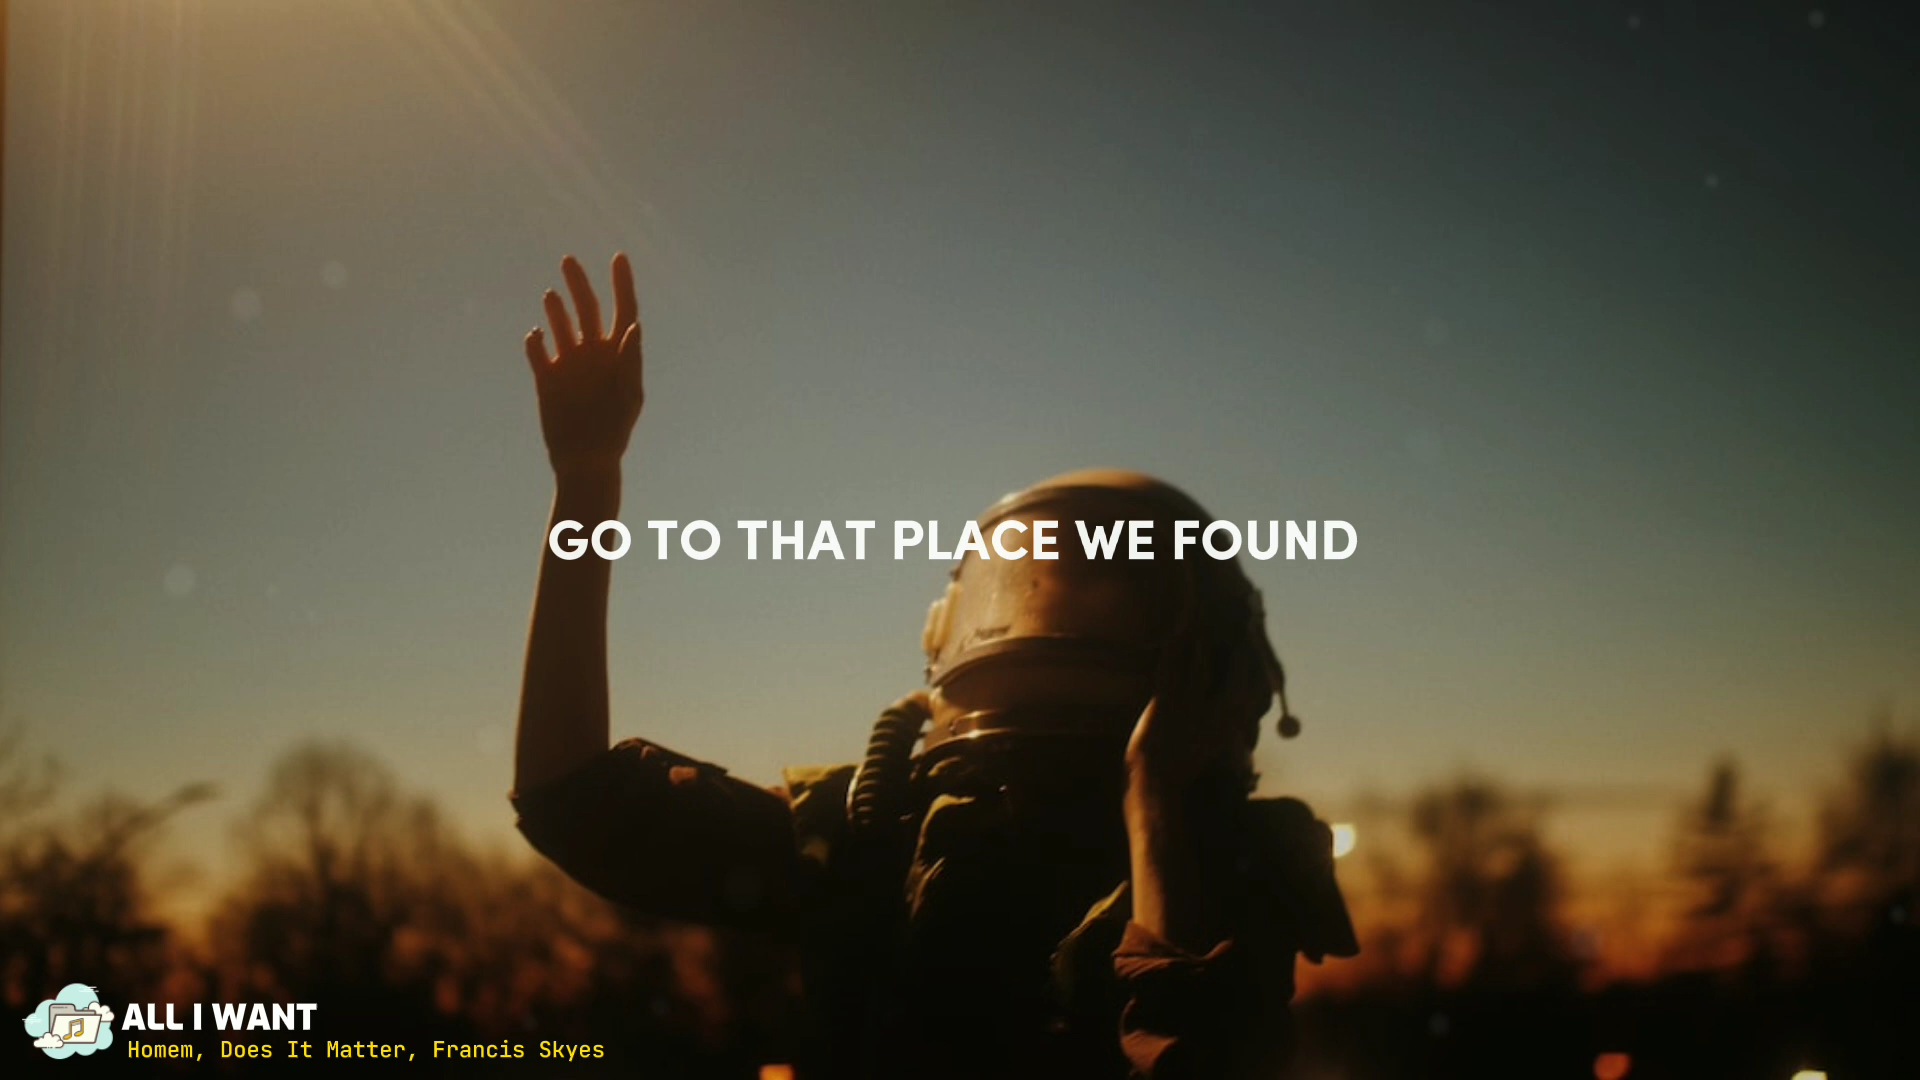 GO TO THAT PLACE WE FOUND
ALL I WANT
Homem, Does It Matter, Francis Skyes